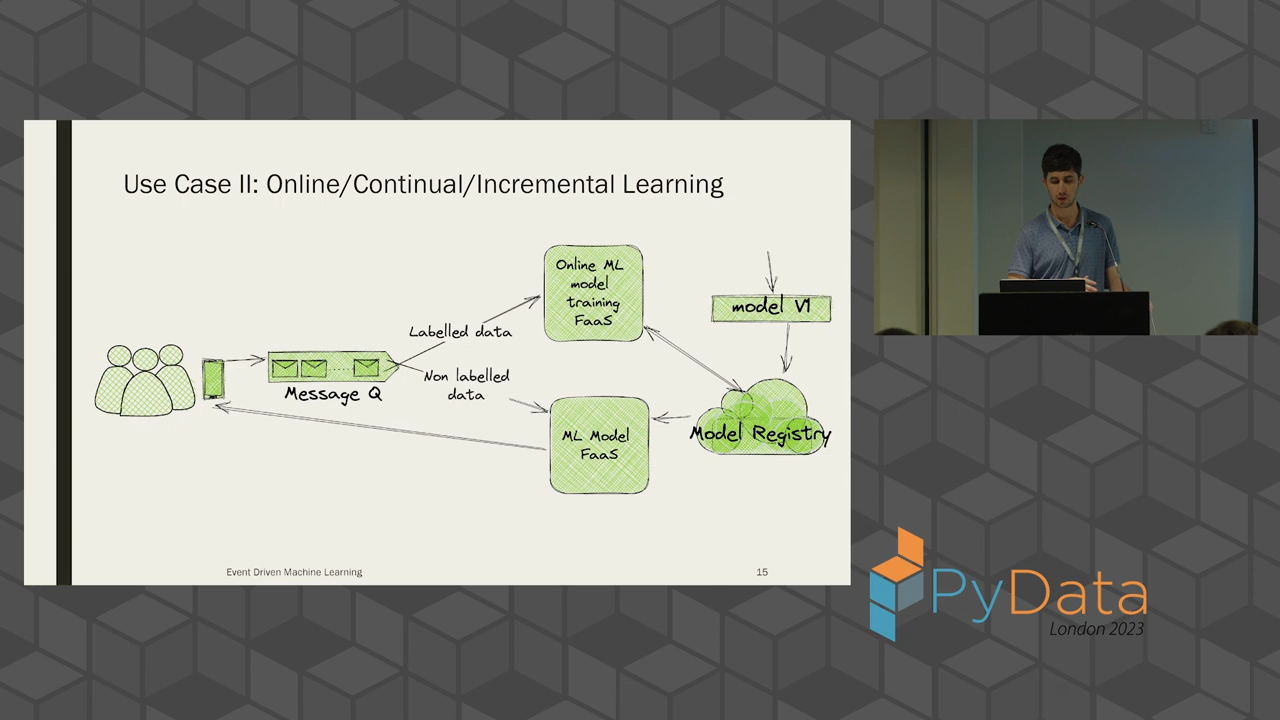 Use Case II: Online/Continual/Incremental Learning
Online ML
model
training
FaaS
model V1
Labelled data
Message Q
Non labelled
data
ML Model
FaaS
Model Registry
Event Driven Machine Learning
15
PyData
London 2023